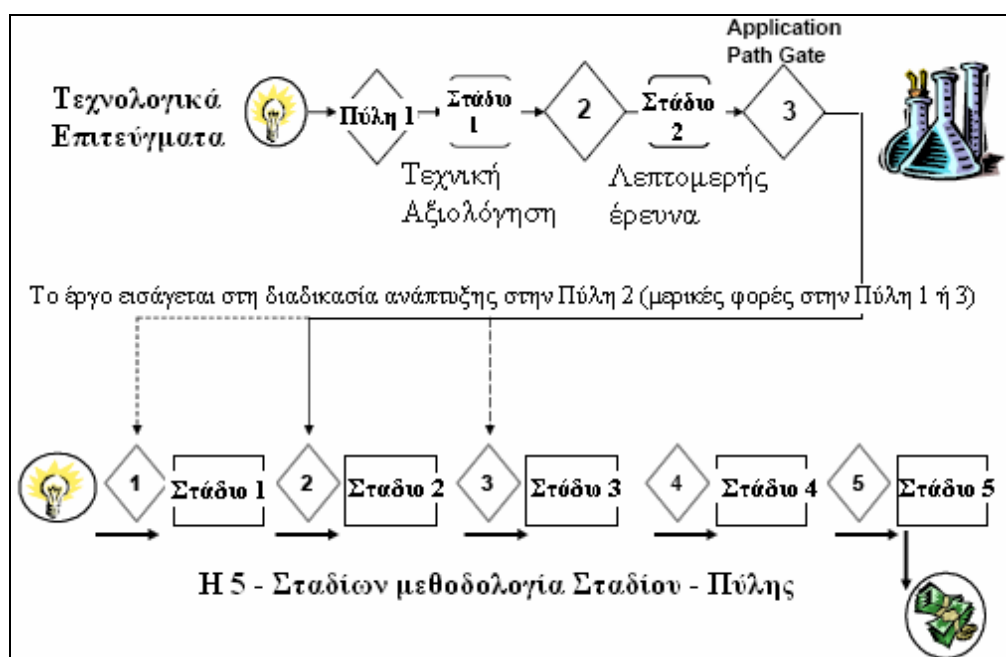 Application
Path Gate
Τεχνολογικά
Επιτεύγματα
Πύλη 1
Στάδιο
1
2
Στάδιο
2
3
Τεχνική
Αξιολόγηση
Λεπτομερής
έρευνα
Το έργο εισάγεται στη διαδικασία ανάπτυξης στην Πύλη 2 (μερικές φορές στην Πύλη 1 ή 3)
1
Στάδιο 1
2
Σταδιο 2
3
Στάδιο 3
4
Στάδιο 4
5
Στάδιο 5
Η 5 - Σταδίων μεθοδολογία Σταδίου - Πύλης